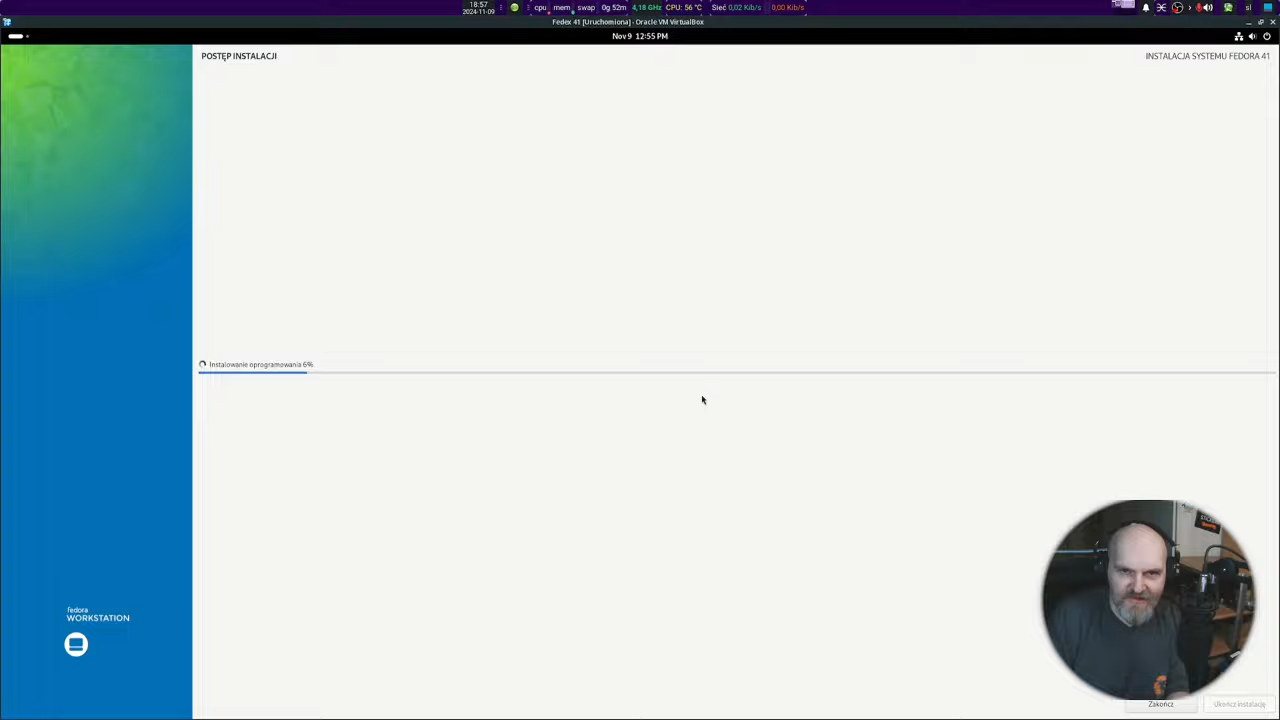 18:57
2024-11-09
cpu mem swap 0g 52m 4,18 GHz CPU: 56 °C Sieć 0,02 Kib/s 0,00 Kib/s sl
Fedex 41 [Uruchomiona] - Oracle VM VirtualBox
Nov 9 12:55 PM
POSTĘP INSTALACJI
INSTALACJA SYSTEMU FEDORA 41
Instalowanie oprogramowania 6%
fedora
WORKSTATION
Zakończ
Ukończ instalację